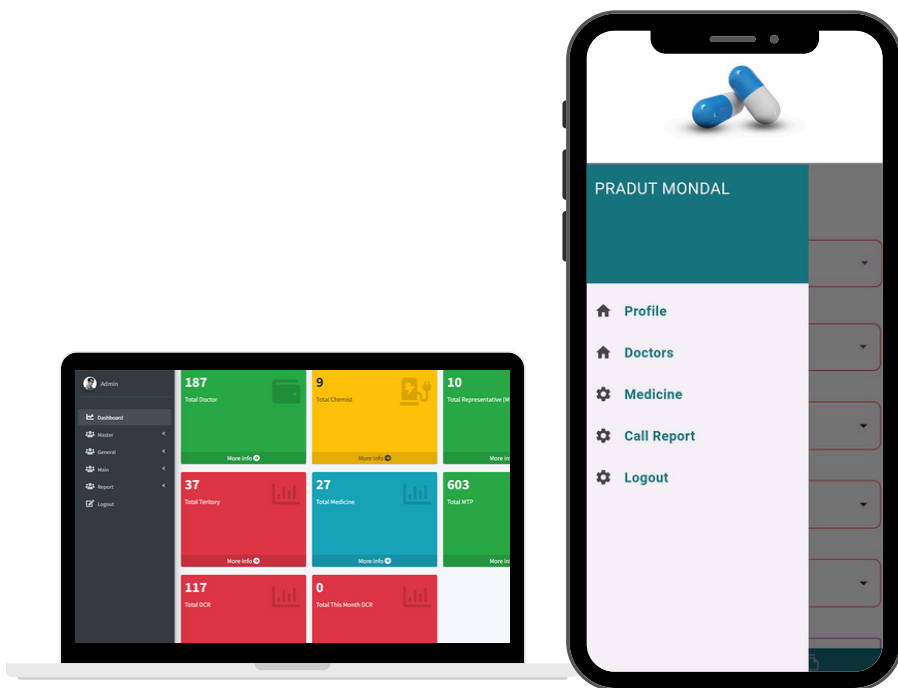 Admin
Dashboard
Master
General
Main
Report
Logout
187
Total Doctor
More info
9
Total Chemist
More info
10
Total Representative (M
More in
37
Total Teritory
More info
27
Total Medicine
More info
603
Total MTP
More in
117
Total DCR
0
Total This Month DCR
PRADUT MONDAL
Profile
Doctors
Medicine
Call Report
Logout